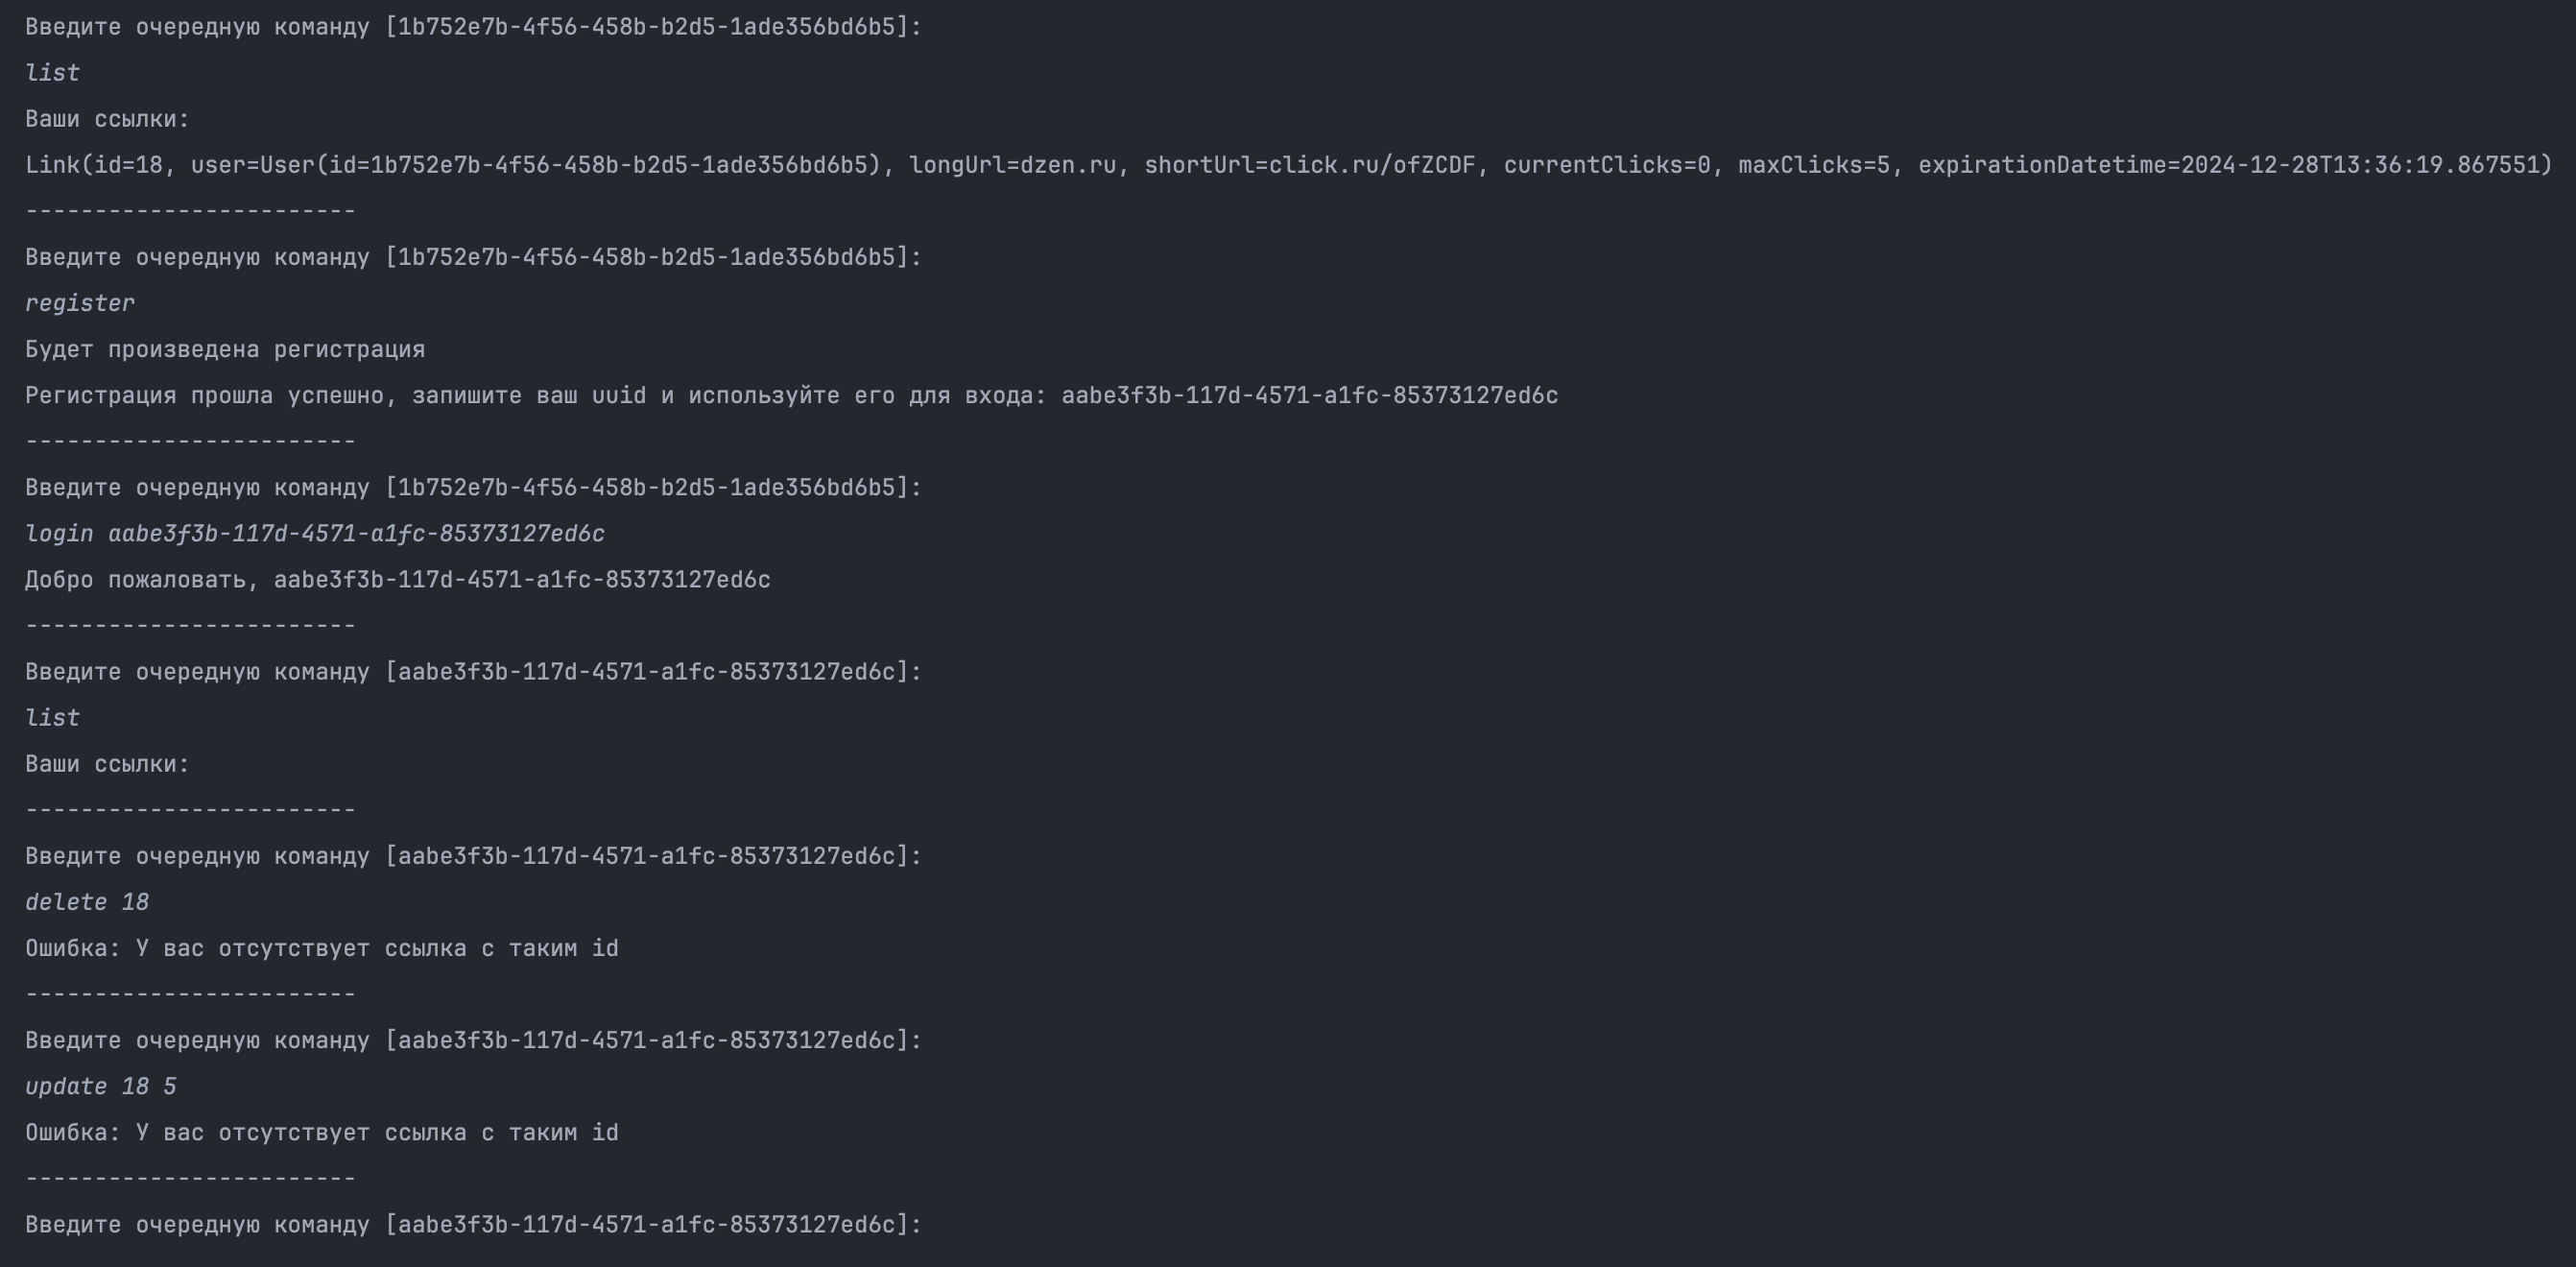 Введите очередную команду [1b752e7b-4f56-458b-b2d5-1ade356bd6b5]:
list
Ваши ссылки:
Link(id=18, user=User(id=1b752e7b-4f56-458b-b2d5-1ade356bd6b5), longUrl=dzen.ru, shortUrl=click.ru/ofZCDF, currentClicks=0, maxClicks=5, expirationDatetime=2024-12-28T13:36:19.867551)
------------------------
Введите очередную команду [1b752e7b-4f56-458b-b2d5-1ade356bd6b5]:
register
Будет произведена регистрация
Регистрация прошла успешно, запишите ваш uuid и используйте его для входа: aabe3f3b-117d-4571-a1fc-85373127ed6c
------------------------
Введите очередную команду [1b752e7b-4f56-458b-b2d5-1ade356bd6b5]:
login aabe3f3b-117d-4571-a1fc-85373127ed6c
Добро пожаловать, aabe3f3b-117d-4571-a1fc-85373127ed6c
------------------------
Введите очередную команду [aabe3f3b-117d-4571-a1fc-85373127ed6c]:
list
Ваши ссылки:
------------------------
Введите очередную команду [aabe3f3b-117d-4571-a1fc-85373127ed6c]:
delete 18
Ошибка: У вас отсутствует ссылка с таким id
------------------------
Введите очередную команду [aabe3f3b-117d-4571-a1fc-85373127ed6c]:
update 18 5
Ошибка: У вас отсутствует ссылка с таким id
------------------------
Введите очередную команду [aabe3f3b-117d-4571-a1fc-85373127ed6c]: